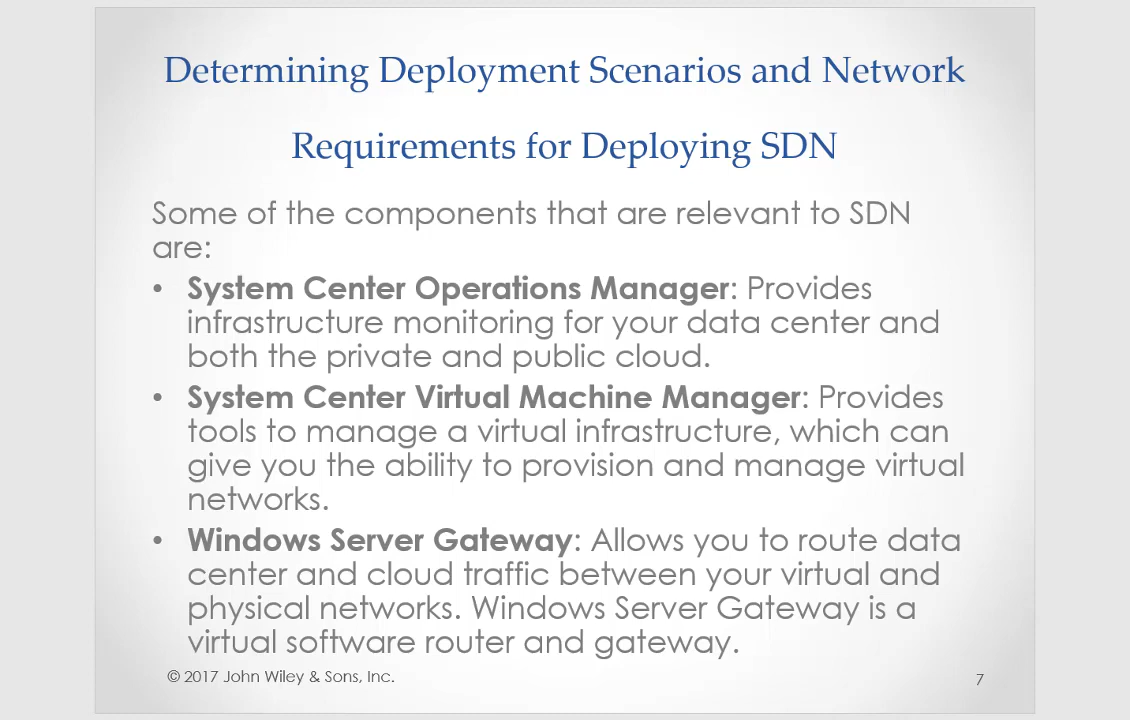 Determining Deployment Scenarios and Network
Requirements for Deploying SDN
Some of the components that are relevant to SDN
are:
• System Center Operations Manager: Provides
infrastructure monitoring for your data center and
both the private and public cloud.
• System Center Virtual Machine Manager: Provides
tools to manage a virtual infrastructure, which can
give you the ability to provision and manage virtual
networks.
• Windows Server Gateway: Allows you to route data
center and cloud traffic between your virtual and
physical networks. Windows Server Gateway is a
virtual software router and gateway.
© 2017 John Wiley & Sons, Inc.
7